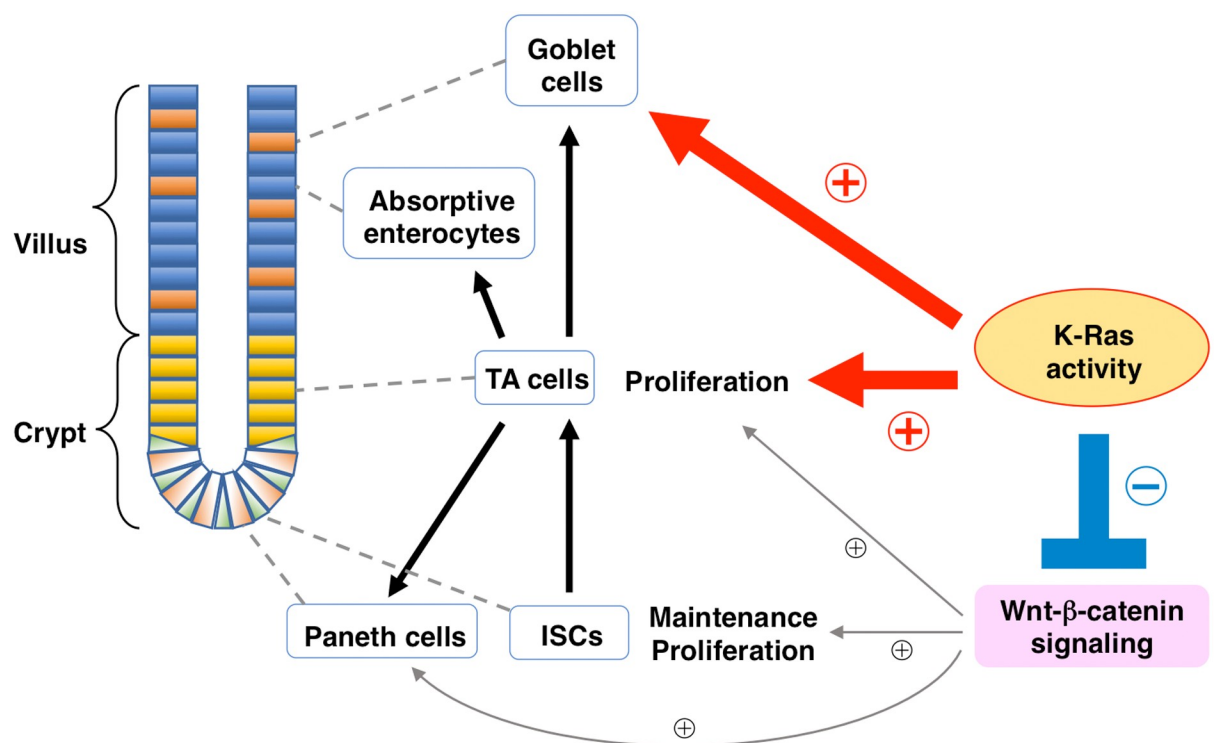 Goblet
cells
Absorptive
enterocytes
Villus
K-Ras
activity
TA cells
Proliferation
Crypt
Wnt-β-catenin
signaling
Maintenance
Proliferation
Paneth cells
ISCs